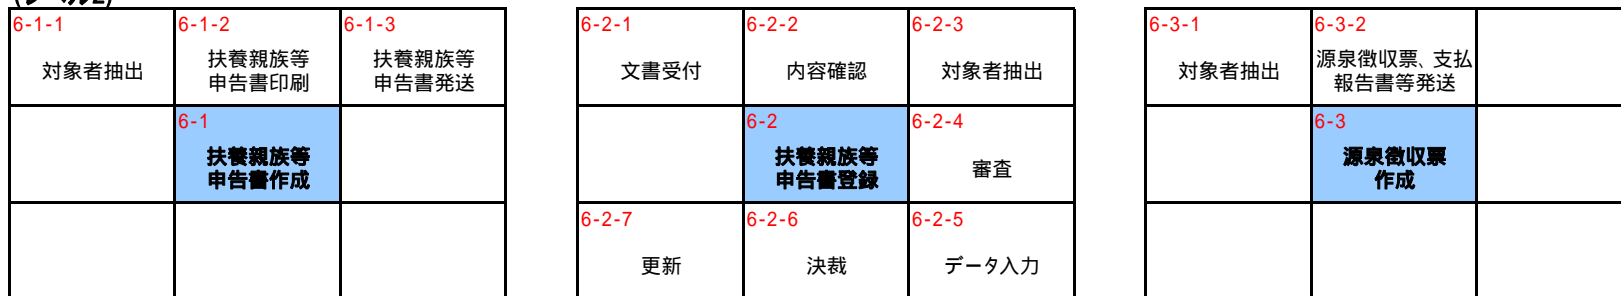 (レベル2)
6-1-1
対象者抽出
6-1-2
扶養親族等
申告書印刷
6-1-3
扶養親族等
申告書発送
6-1
扶養親族等
申告書作成
6-2-1
文書受付
6-2-2
内容確認
6-2-3
対象者抽出
6-2
扶養親族等
申告書登録
6-2-4
審査
6-2-7
更新
6-2-6
決裁
6-2-5
データ入力
6-3-1
対象者抽出
6-3-2
源泉徴収票、支払
報告書等発送
6-3
源泉徴収票
作成